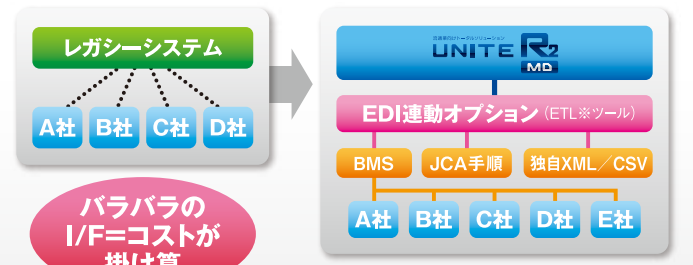 レガシーシステム
A社 B社 C社 D社
バラバラの
I/F=コストが
掛け算
UNITE R2
MD
EDI連動オプション(ETL※ツール)
BMS JCA手順 独自XML/CSV
A社 B社 C社 D社 E社